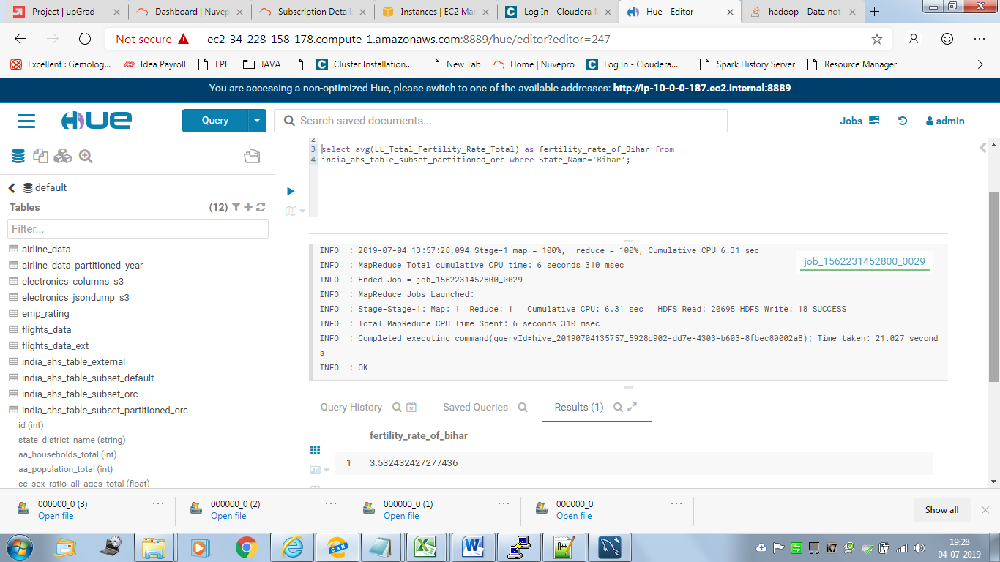 Project | upGrad
Dashboard | Nuvep
Subscription Detail
Instances | EC2 Ma
Log In - Cloudera M
Hue - Editor
hadoop - Data not
Not secure
ec2-34-228-158-178.compute-1.amazonaws.com:8889/hue/editor?editor=247
Excellent : Gemolog...
Idea Payroll
EPF
JAVA
Cluster Installation...
New Tab
Home | Nuvepro
Log In - Cloudera...
Spark History Server
Resource Manager
You are accessing a non-optimized Hue, please switch to one of the available addresses: http://ip-10-0-0-187.ec2.internal:8889
HUE
Query
Search saved documents...
Jobs
admin
default
Tables
(12)
Filter...
airline_data
airline_data_partitioned_year
electronics_columns_s3
electronics_jsondump_s3
emp_rating
flights_data
flights_data_ext
india_ahs_table_external
india_ahs_table_subset_default
india_ahs_table_subset_orc
india_ahs_table_subset_partitioned_orc
id (int)
state_district_name (string)
aa_households_total (int)
aa_population_total (int)
cc_sex_ratio_all_ages_total (float)
2
3 select avg(LL_Total_Fertility_Rate_Total) as fertility_rate_of_Bihar from
4 india_ahs_table_subset_partitioned_orc where State_Name='Bihar';
INFO : 2019-07-04 13:57:28,094 Stage-1 map = 100%, reduce = 100%, Cumulative CPU 6.31 sec
job_1562231452800_0029
INFO : MapReduce Total cumulative CPU time: 6 seconds 310 msec
INFO : Ended Job = job_1562231452800_0029
INFO : MapReduce Jobs Launched:
INFO : Stage-Stage-1: Map: 1 Reduce: 1 Cumulative CPU: 6.31 sec HDFS Read: 20695 HDFS Write: 18 SUCCESS
INFO : Total MapReduce CPU Time Spent: 6 seconds 310 msec
INFO : Completed executing command(queryId=hive_20190704135757_5928d902-dd7e-4303-b603-8fbec80002a8); Time taken: 21.027 second
s
INFO : OK
Query History
Saved Queries
Results (1)
fertility_rate_of_bihar
1 3.532432427277436
000000_0 (3)
Open file
000000_0 (2)
Open file
000000_0 (1)
Open file
000000_0
Open file
Show all
CAN
K7
19:28
04-07-2019